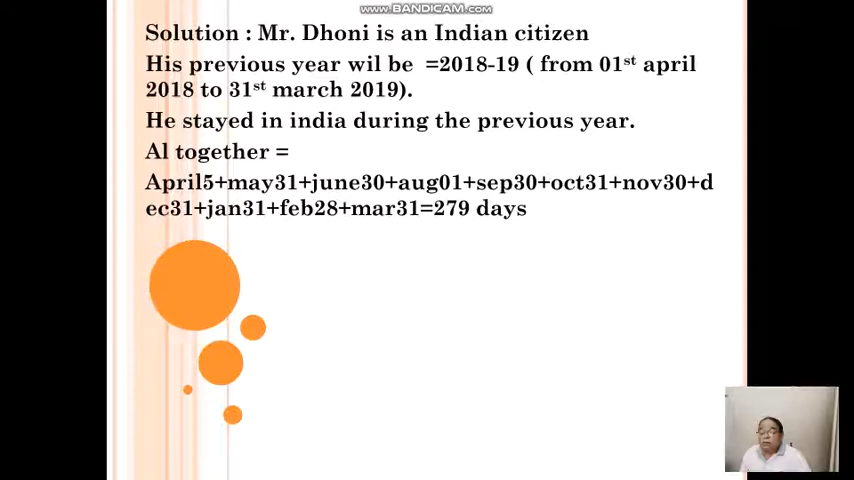 WWW.BANDICAM.COM
Solution : Mr. Dhoni is an Indian citizen
His previous year wil be =2018-19 ( from 01st april
2018 to 31st march 2019).
He stayed in india during the previous year.
Al together =
April5+may31+june30+aug01+sep30+oct31+nov30+d
ec31+jan31+feb28+mar31=279 days